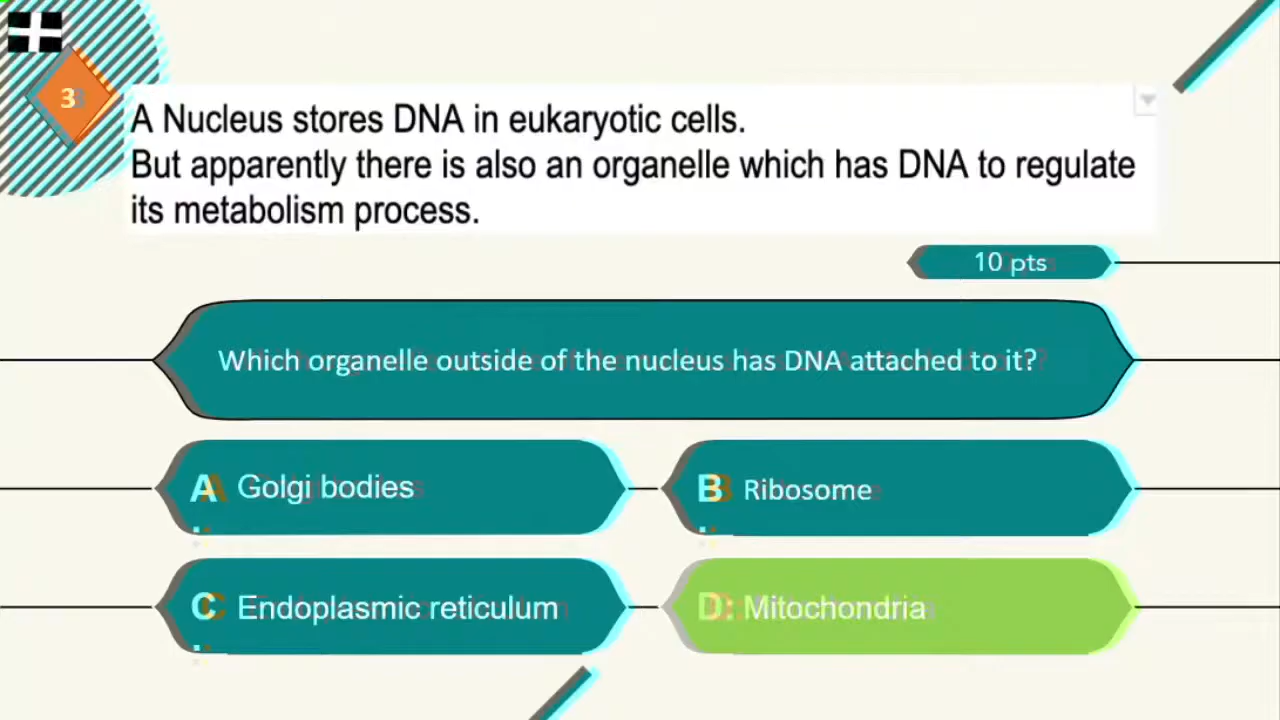 3
A Nucleus stores DNA in eukaryotic cells.
But apparently there is also an organelle which has DNA to regulate
its metabolism process.
10 pts
Which organelle outside of the nucleus has DNA attached to it?
A Golgi bodies
B Ribosome
C Endoplasmic reticulum
D: Mitochondria